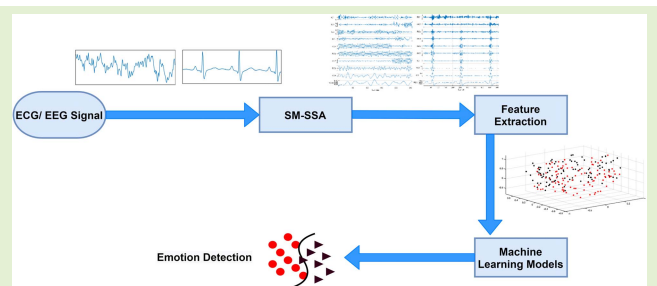 ECG/ EEG Signal
SM-SSA
Feature
Extraction
Machine
Learning Models
Emotion Detection